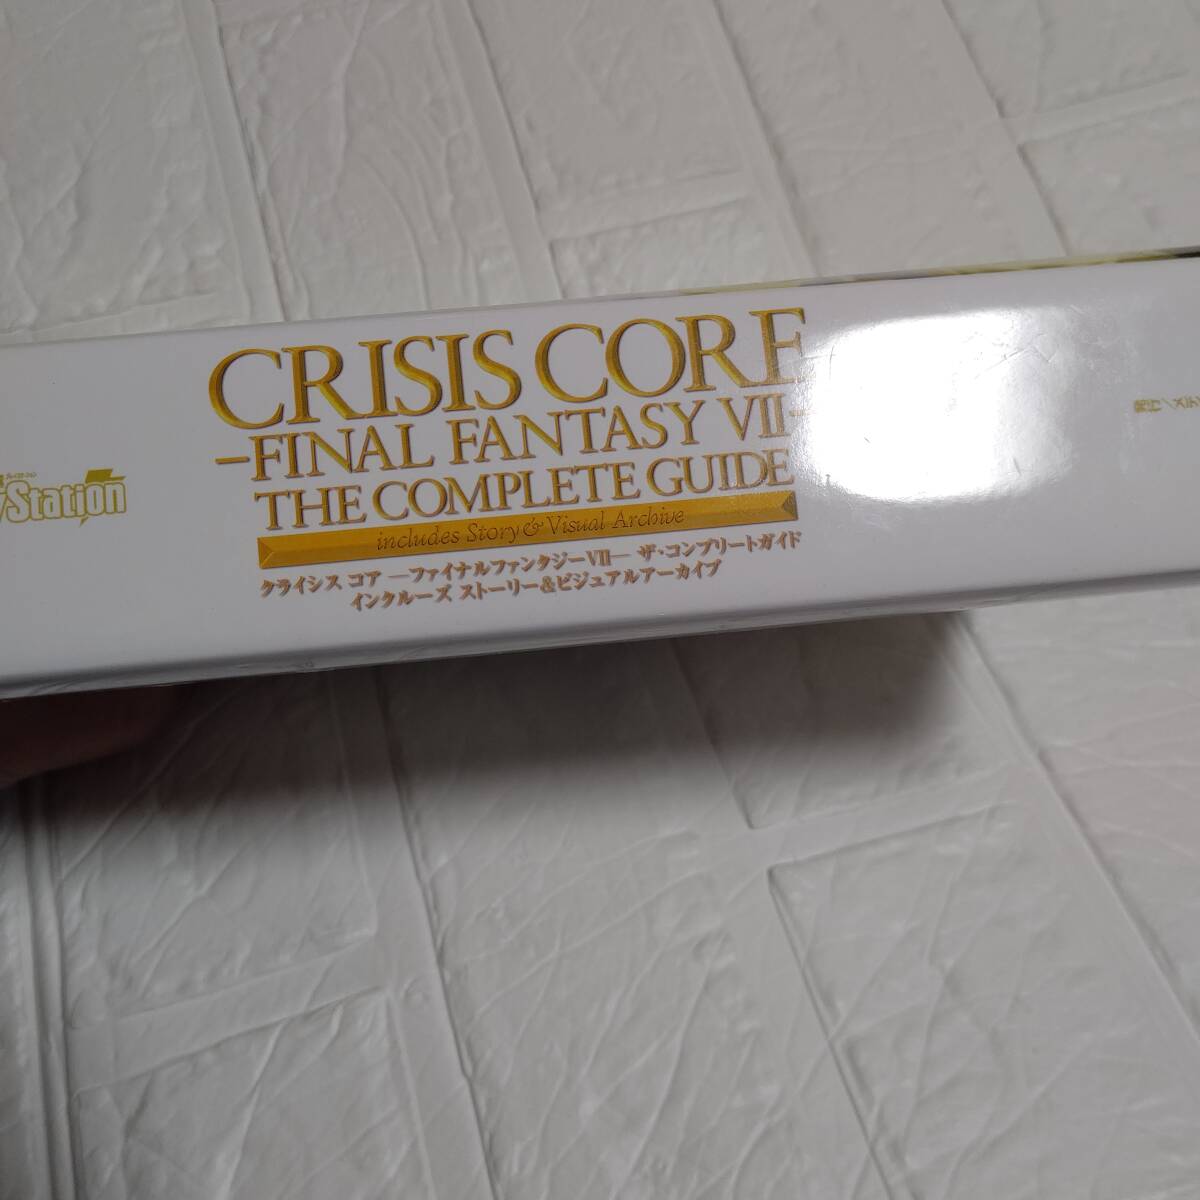 CRISIS CORE
–FINAL FANTASY VII–
THE COMPLETE GUIDE
includes Story & Visual Archive
クライシス コア ―ファイナルファンタジーVII― ザ・コンプリートガイド
インクルーズ ストーリー&ビジュアルアーカイブ
yStation